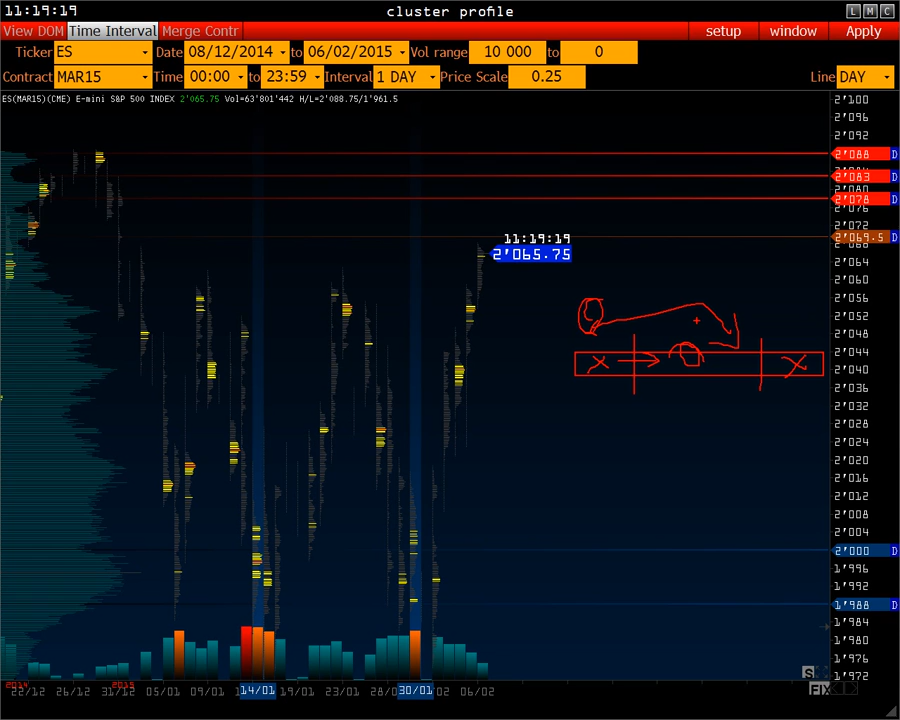 11:19:19 cluster profile L M C
View DOM Time Interval Merge Contr setup window Apply
Ticker ES Date 08/12/2014 to 06/02/2015 Vol range 10 000 to 0
Contract MAR15 Time 00:00 to 23:59 Interval 1 DAY Price Scale 0.25 Line DAY
ES(MAR15)(CME) E-mini S&P 500 INDEX 2'065.75 Vol=63'801'442 H/L=2'088.75/1'961.5
2'100
2'096
2'092
2'088 D
2'083 D
2'080
2'078 D
2'076
2'072
2'069.5 D
11:19:19
2'068
2'065.75
2'064
2'060
2'056
2'052
2'048
2'044
2'040
X X
2'036
2'032
2'028
2'024
2'020
2'016
2'012
2'008
2'004
2'000 D
1'996
1'992
1'988 D
1'984
1'980
1'976
1'972
S
FIX
2014 2015
22/12 26/12 31/12 05/01 09/01 14/01 19/01 23/01 30/01 02 06/02